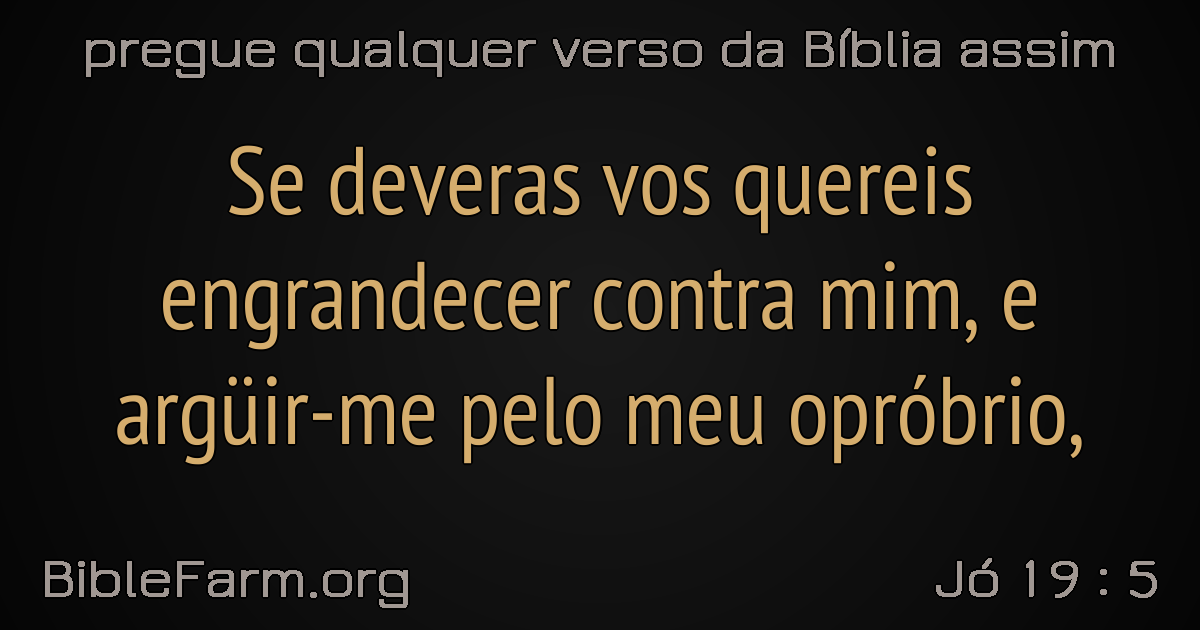 pregue qualquer verso da Bíblia assim
Se deveras vos quereis
engrandecer contra mim, e
argüir-me pelo meu opróbrio,
BibleFarm.org
Jó 19 : 5